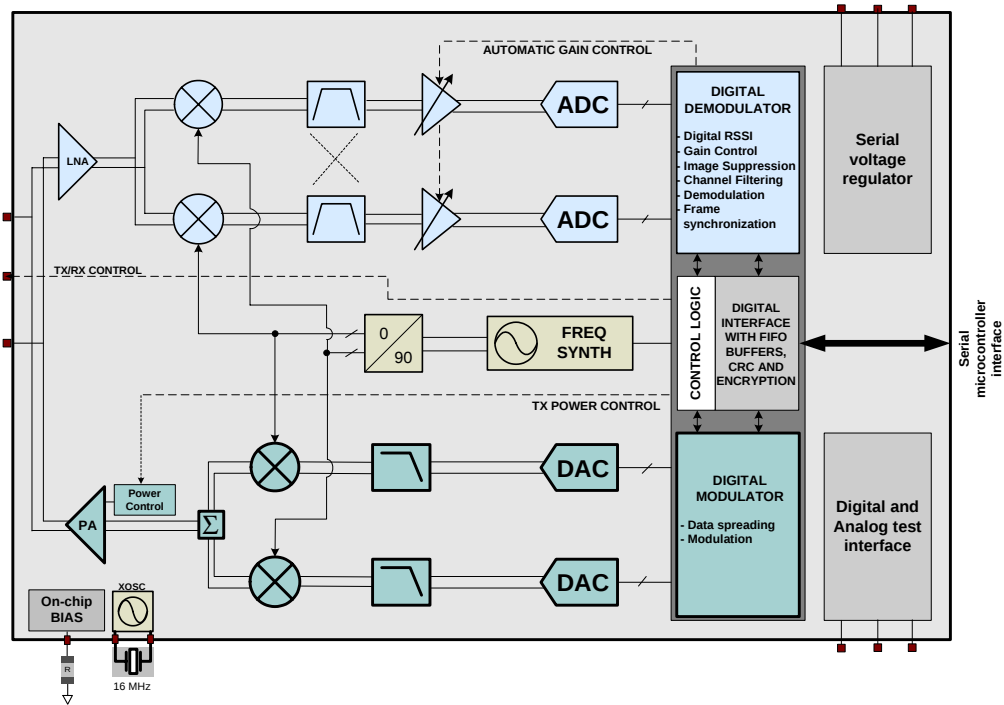 AUTOMATIC GAIN CONTROL
LNA
ADC
ADC
DIGITAL
DEMODULATOR
- Digital RSSI
- Gain Control
- Image Suppression
- Channel Filtering
- Demodulation
- Frame
synchronization
Serial
voltage
regulator
TX/RX CONTROL
0
90
FREQ
SYNTH
CONTROL LOGIC
DIGITAL
INTERFACE
WITH FIFO
BUFFERS,
CRC AND
ENCRYPTION
Serial
microcontroller
interface
TX POWER CONTROL
Power
Control
PA
Σ
DAC
DAC
DIGITAL
MODULATOR
- Data spreading
- Modulation
Digital and
Analog test
interface
On-chip
BIAS
XOSC
R
16 MHz